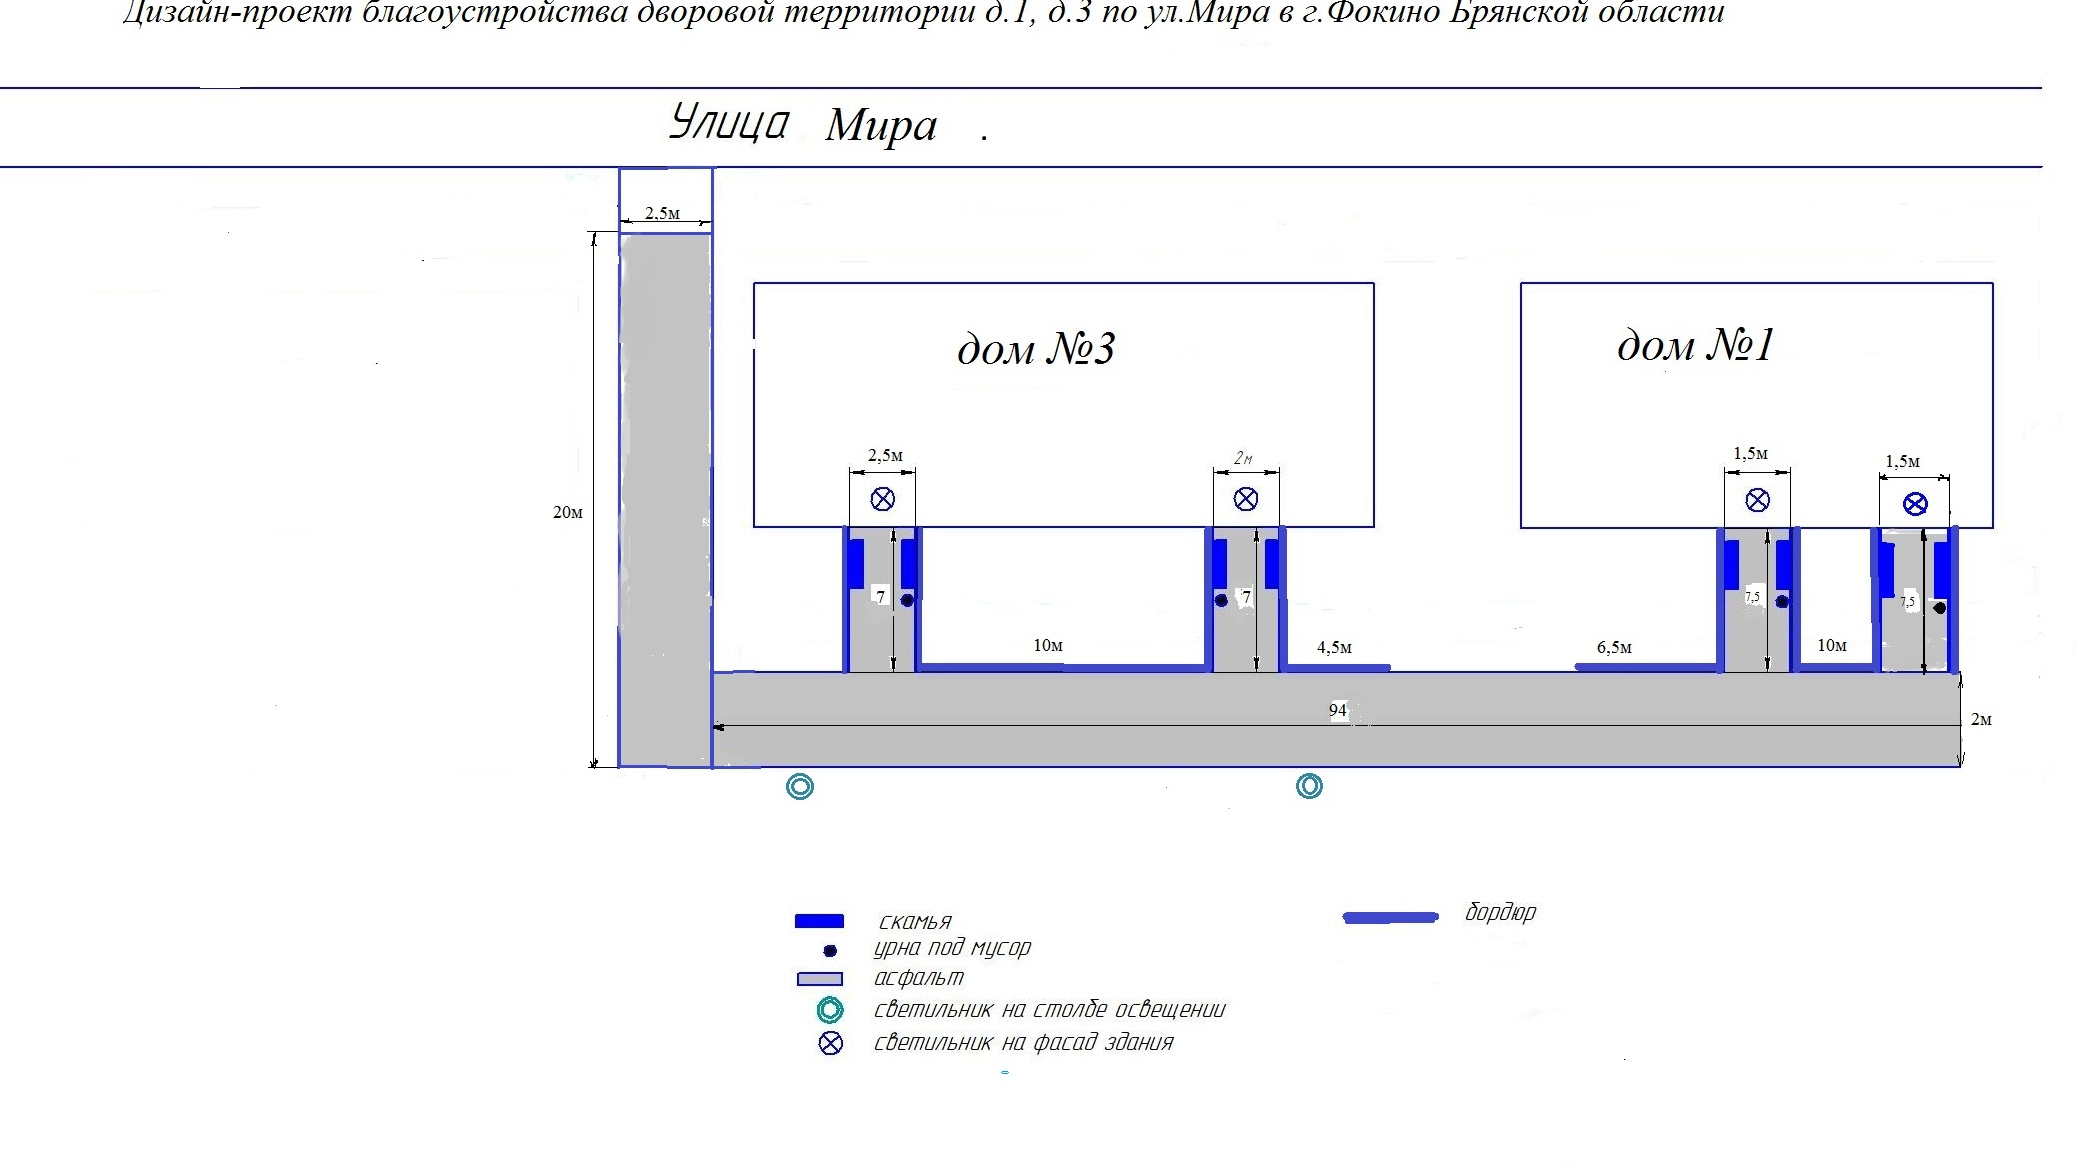 Дизайн-проект благоустройства дворовой территории д.1, д.3 по ул.Мира в г.Фокино Брянской области
Улица Мира .
2,5м
дом №3
дом №1
2,5м
2м
1,5м
1,5м
20м
7
7
7,5
7,5
10м
4,5м
6,5м
10м
94
2м
скамья
бордюр
урна под мусор
асфальт
светильник на столбе освещении
светильник на фасад здания